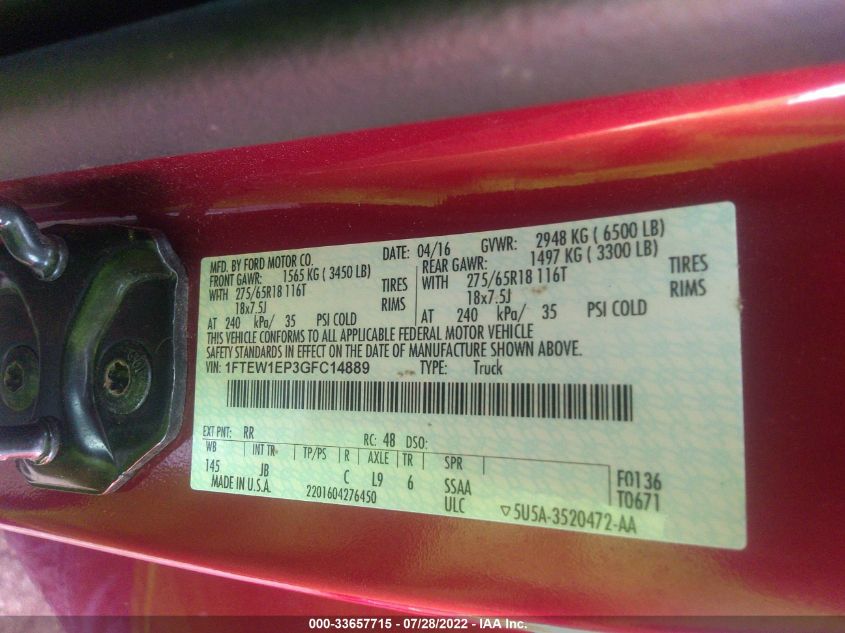 MFD. BY FORD MOTOR CO. DATE: 04/16 GVWR: 2948 KG ( 6500 LB)
FRONT GAWR: 1565 KG ( 3450 LB) REAR GAWR: 1497 KG ( 3300 LB)
WITH 275/65R18 116T TIRES WITH 275/65R18 116T TIRES
18x7.5J RIMS 18x7.5J RIMS
AT 240 kPa/ 35 PSI COLD AT 240 kPa/ 35 PSI COLD
THIS VEHICLE CONFORMS TO ALL APPLICABLE FEDERAL MOTOR VEHICLE
SAFETY STANDARDS IN EFFECT ON THE DATE OF MANUFACTURE SHOWN ABOVE.
VIN: 1FTEW1EP3GFC14889 TYPE: Truck
EXT PNT: RR RC: 48 DSO:
WB INT TR TP/PS R AXLE TR SPR
145 JB C L9 6 SSAA F0136
MADE IN U.S.A. 2201604276450 ULC T0671
▽5U5A-3520472-AA
000-33657715 - 07/28/2022 - IAA Inc.